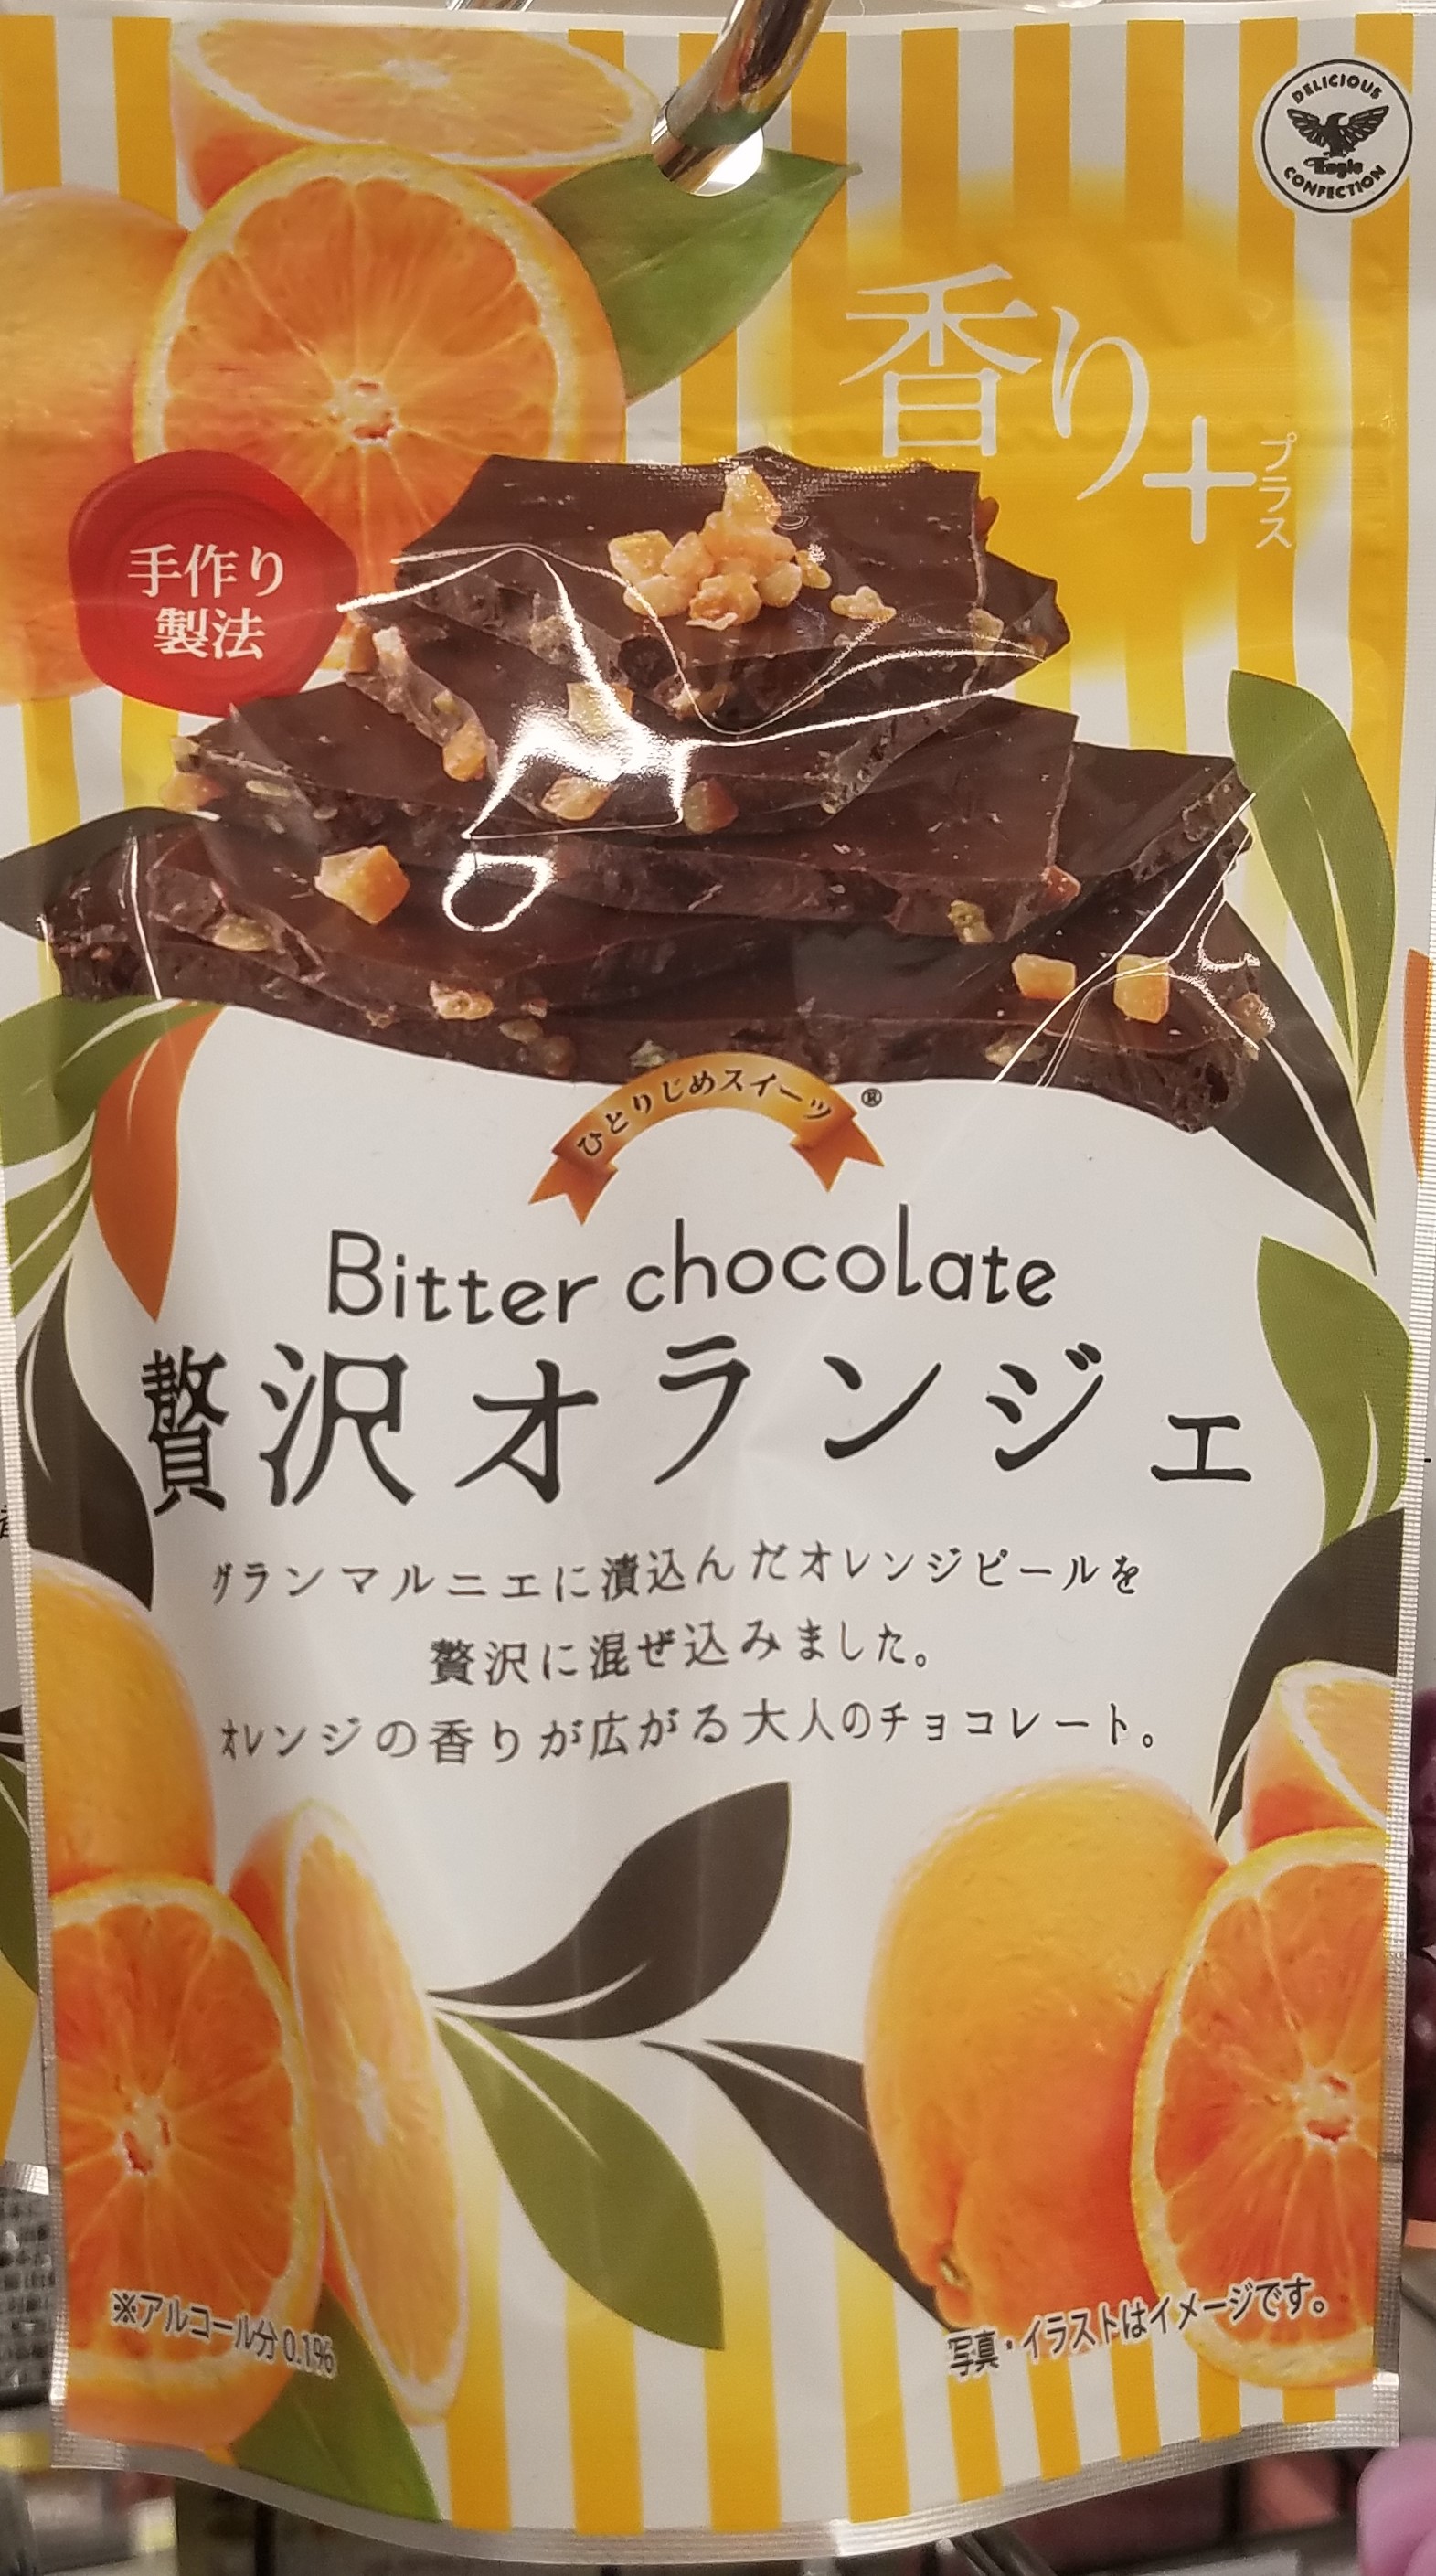 DELICIOUS
Eagle
CONFECTION
香り+
プラス
手作り
製法
ひとりじめスイーツ®
Bitter chocolate
贅沢オランジェ
グランマルニエに漬込んだオレンジピールを
贅沢に混ぜ込みました。
オレンジの香りが広がる大人のチョコレート。
※アルコール分 0.1%
写真・イラストはイメージです。